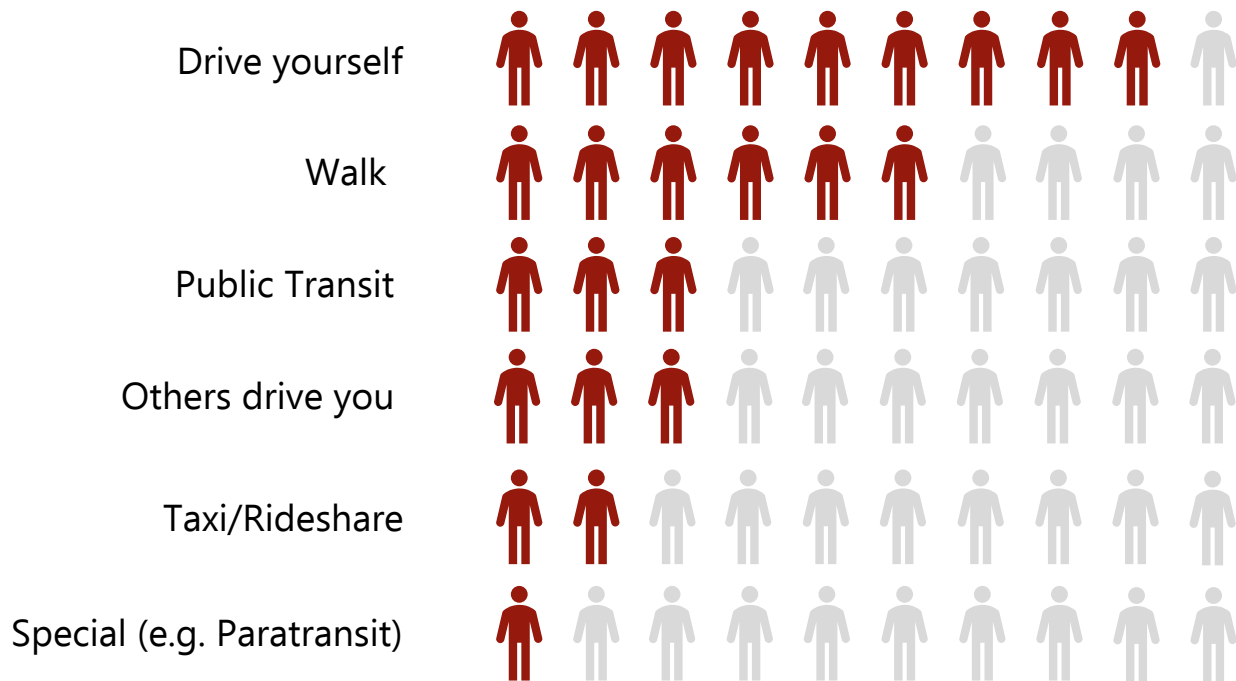 Drive yourself
Walk
Public Transit
Others drive you
Taxi/Rideshare
Special (e.g. Paratransit)